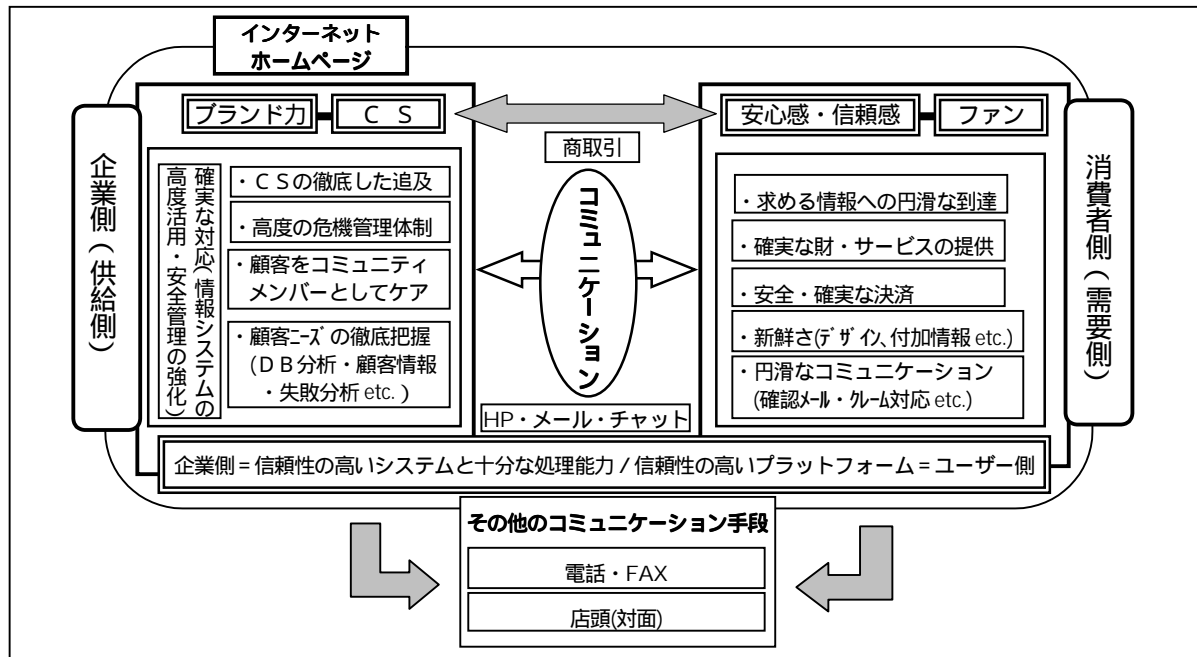 インターネット
ホームページ
企業側(供給側)
ブランド力
ＣＳ
確実な対応(情報システムの
高度活用・安全管理の強化)
・ＣＳの徹底した追及
・高度の危機管理体制
・顧客をコミュニティ
メンバーとしてケア
・顧客ﾆｰｽﾞの徹底把握
(ＤＢ分析・顧客情報
・失敗分析 etc.)
商取引
コミュニケーション
HP・メール・チャット
安心感・信頼感
ファン
・求める情報への円滑な到達
・確実な財・サービスの提供
・安全・確実な決済
・新鮮さ(ﾃﾞｻﾞｲﾝ、付加情報 etc.)
・円滑なコミュニケーション
(確認ﾒｰﾙ・ｸﾚｰﾑ対応 etc.)
消費者側(需要側)
企業側＝信頼性の高いシステムと十分な処理能力 / 信頼性の高いプラットフォーム＝ユーザー側
その他のコミュニケーション手段
電話・FAX
店頭(対面)